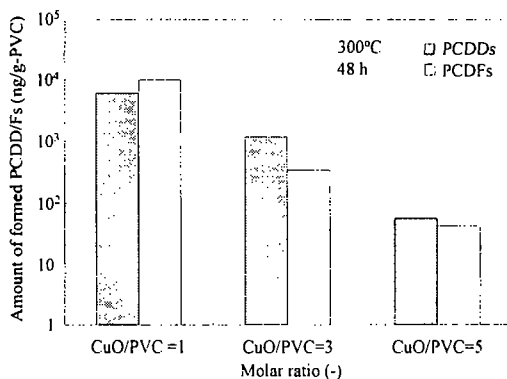 Amount of formed PCDD/Fs (ng/g-PVC)
10⁵
10⁴
10³
10²
10
1
300°C
48 h
PCDDs
PCDFs
CuO/PVC=1
CuO/PVC=3
CuO/PVC=5
Molar ratio (-)